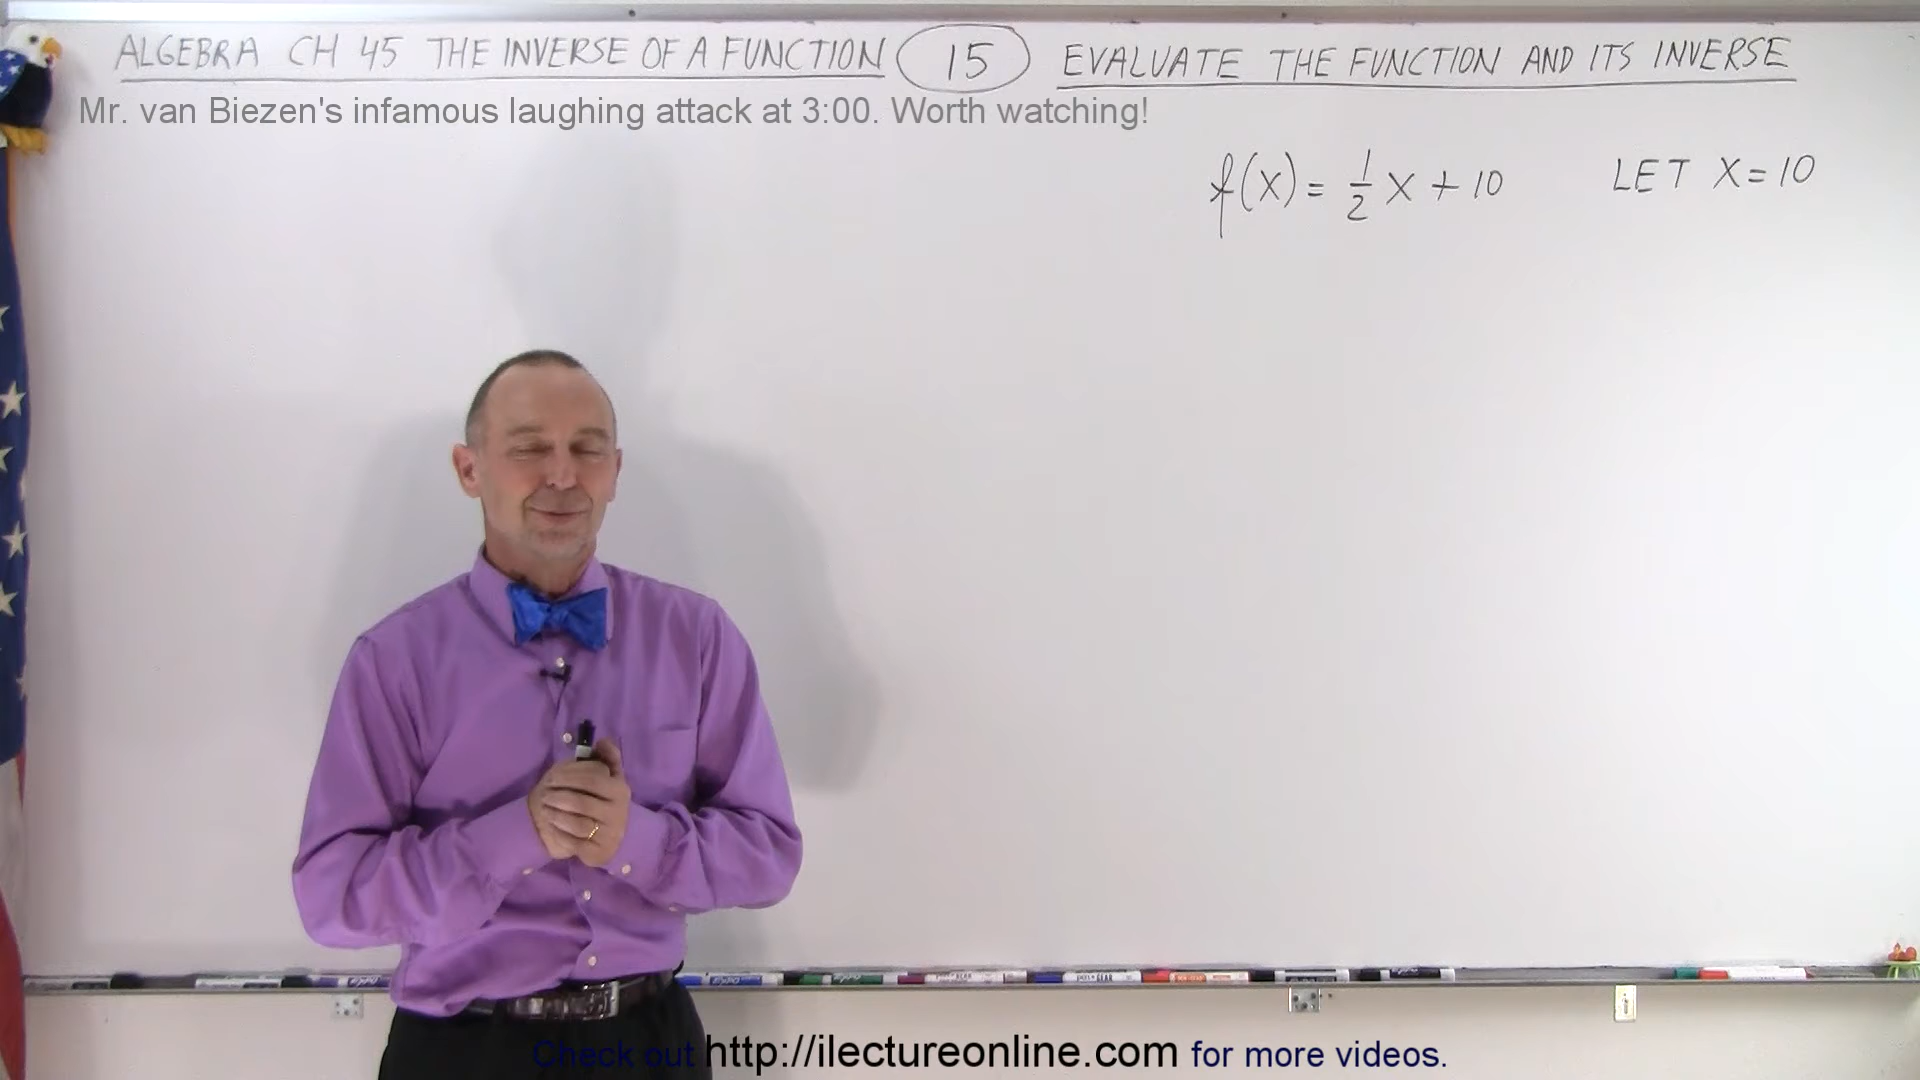 ALGEBRA CH 45 THE INVERSE OF A FUNCTION 15 EVALUATE THE FUNCTION AND ITS INVERSE
Mr. van Biezen's infamous laughing attack at 3:00. Worth watching!
f(x) = 1/2 x + 10 LET X = 10
Check out http://ilectureonline.com for more videos.